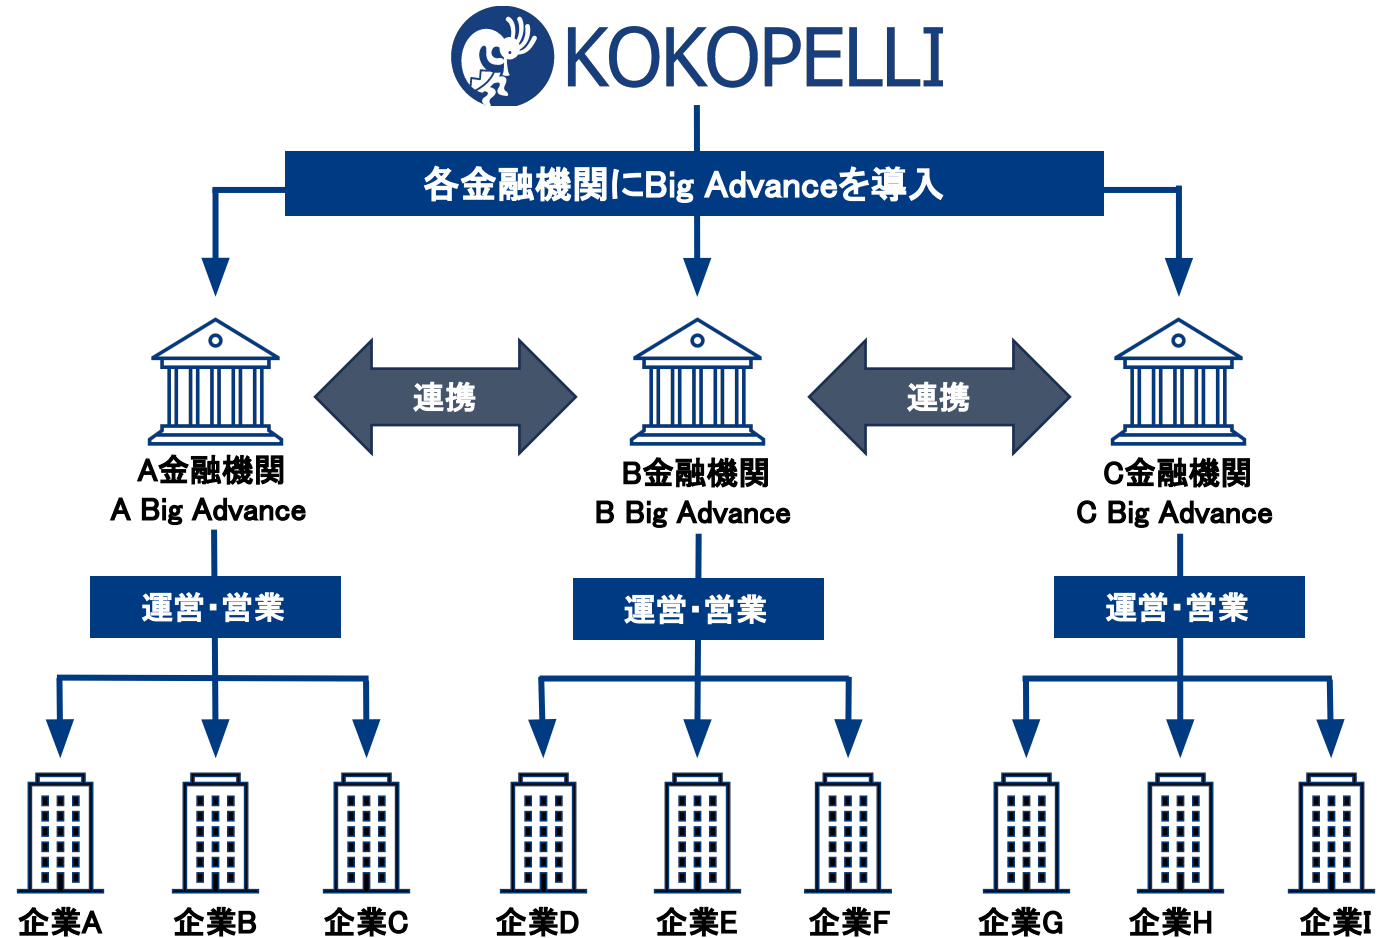 KOKOPELLI
各金融機関にBig Advanceを導入
連携
連携
A金融機関
A Big Advance
B金融機関
B Big Advance
C金融機関
C Big Advance
運営・営業
運営・営業
運営・営業
企業A
企業B
企業C
企業D
企業E
企業F
企業G
企業H
企業I